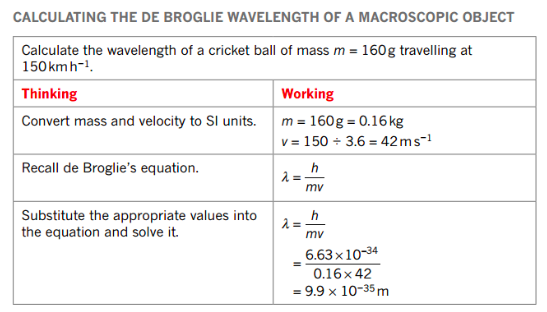 CALCULATING THE DE BROGLIE WAVELENGTH OF A MACROSCOPIC OBJECT
Calculate the wavelength of a cricket ball of mass m = 160 g travelling at
150 km h⁻¹.
Thinking
Working
Convert mass and velocity to SI units.
m = 160 g = 0.16 kg
v = 150 ÷ 3.6 = 42 m s⁻¹
Recall de Broglie's equation.
λ = h/mv
Substitute the appropriate values into
the equation and solve it.
λ = h/mv
= 6.63 × 10⁻³⁴/0.16 × 42
= 9.9 × 10⁻³⁵ m